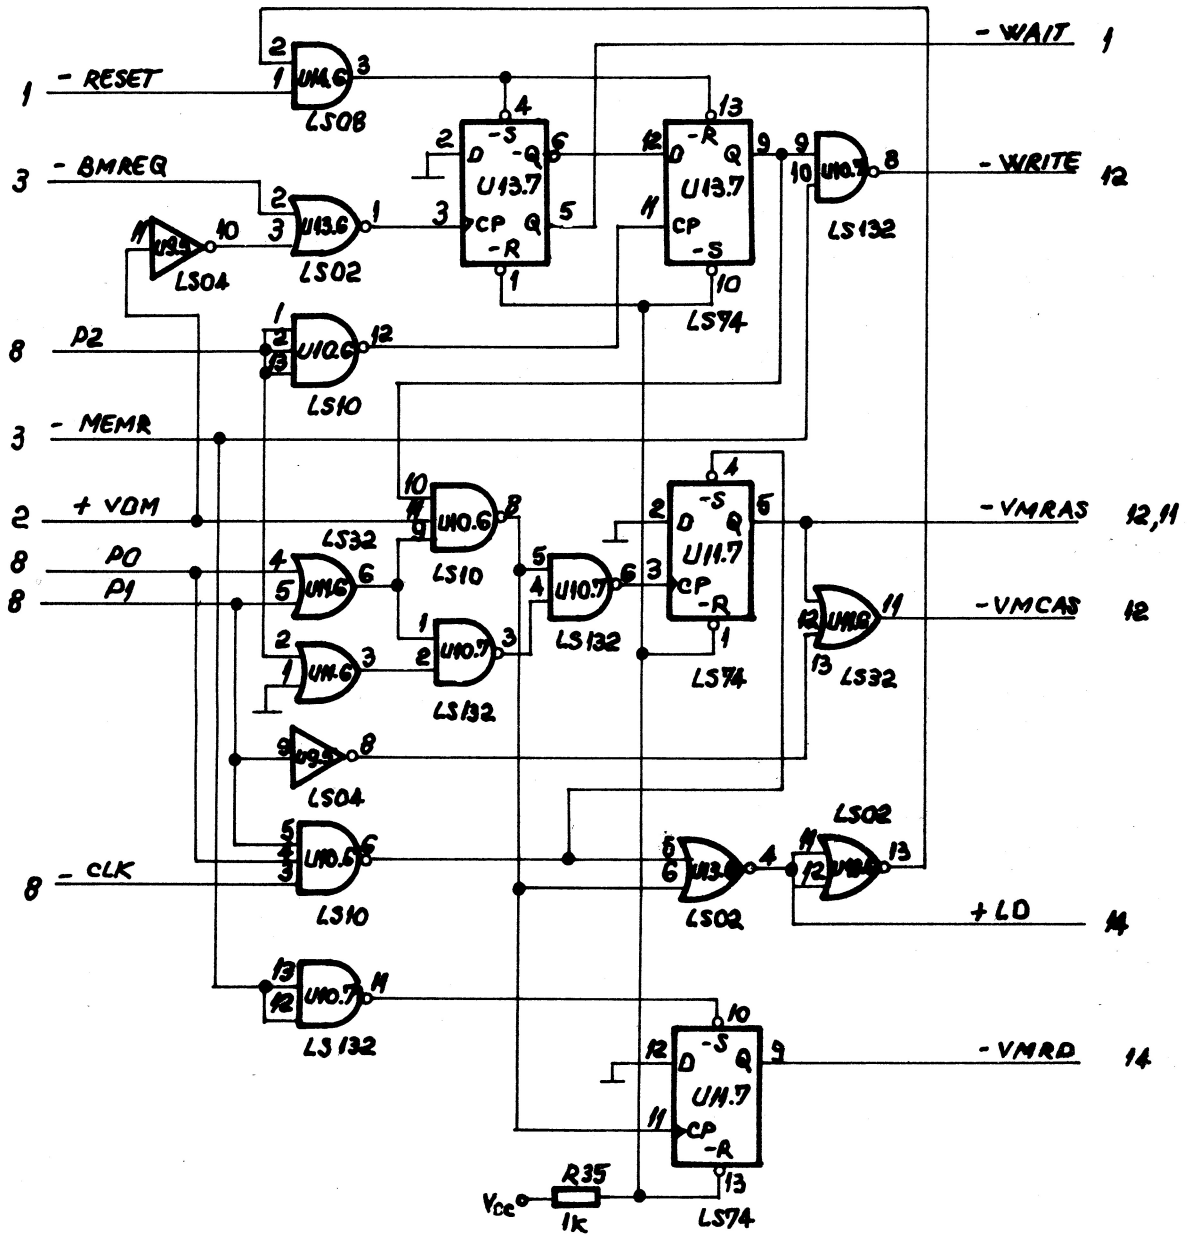 - WAIT 1
2
1 U11.6 3
1 - RESET
LS08
4 13
-S -R
2 D -Q 6 12 D Q 9 9 8 - WRITE 12
U13.7 U13.7 10 U10.7
3 - BMREQ
2 1 3 CP Q 5 11 CP LS132
3 U13.6
11 U9.5 10
LS04 LS02 -R -S
1 10
LS74
1
8 P2 2 U10.6 12
13
LS10
3 - MEMR
4
10 -S
2 + VDM 11 U10.6 8 2 D Q 5 - VMRAS 12,11
9 U11.7
LS32 LS10
8 P0 4 U11.6 6 5 U10.7 6 3 CP
8 P1 5 4 -R
LS132 1
1 U10.7 3 12 U11.6 11 - VMCAS 12
2 13 LS32
2 U11.6 3 LS74
1
LS132
9 U9.5 8
LS04
LS02
5 U10.6 6 5 U13.6 4 11 13
4 6 12
3
8 - CLK
LS10 LS02 + LD 14
13 U10.7 11
12
LS132
10
-S
12 D Q 9 - VMRD 14
U11.7
11 CP
-R
13
Vcc R35
1K
LS74